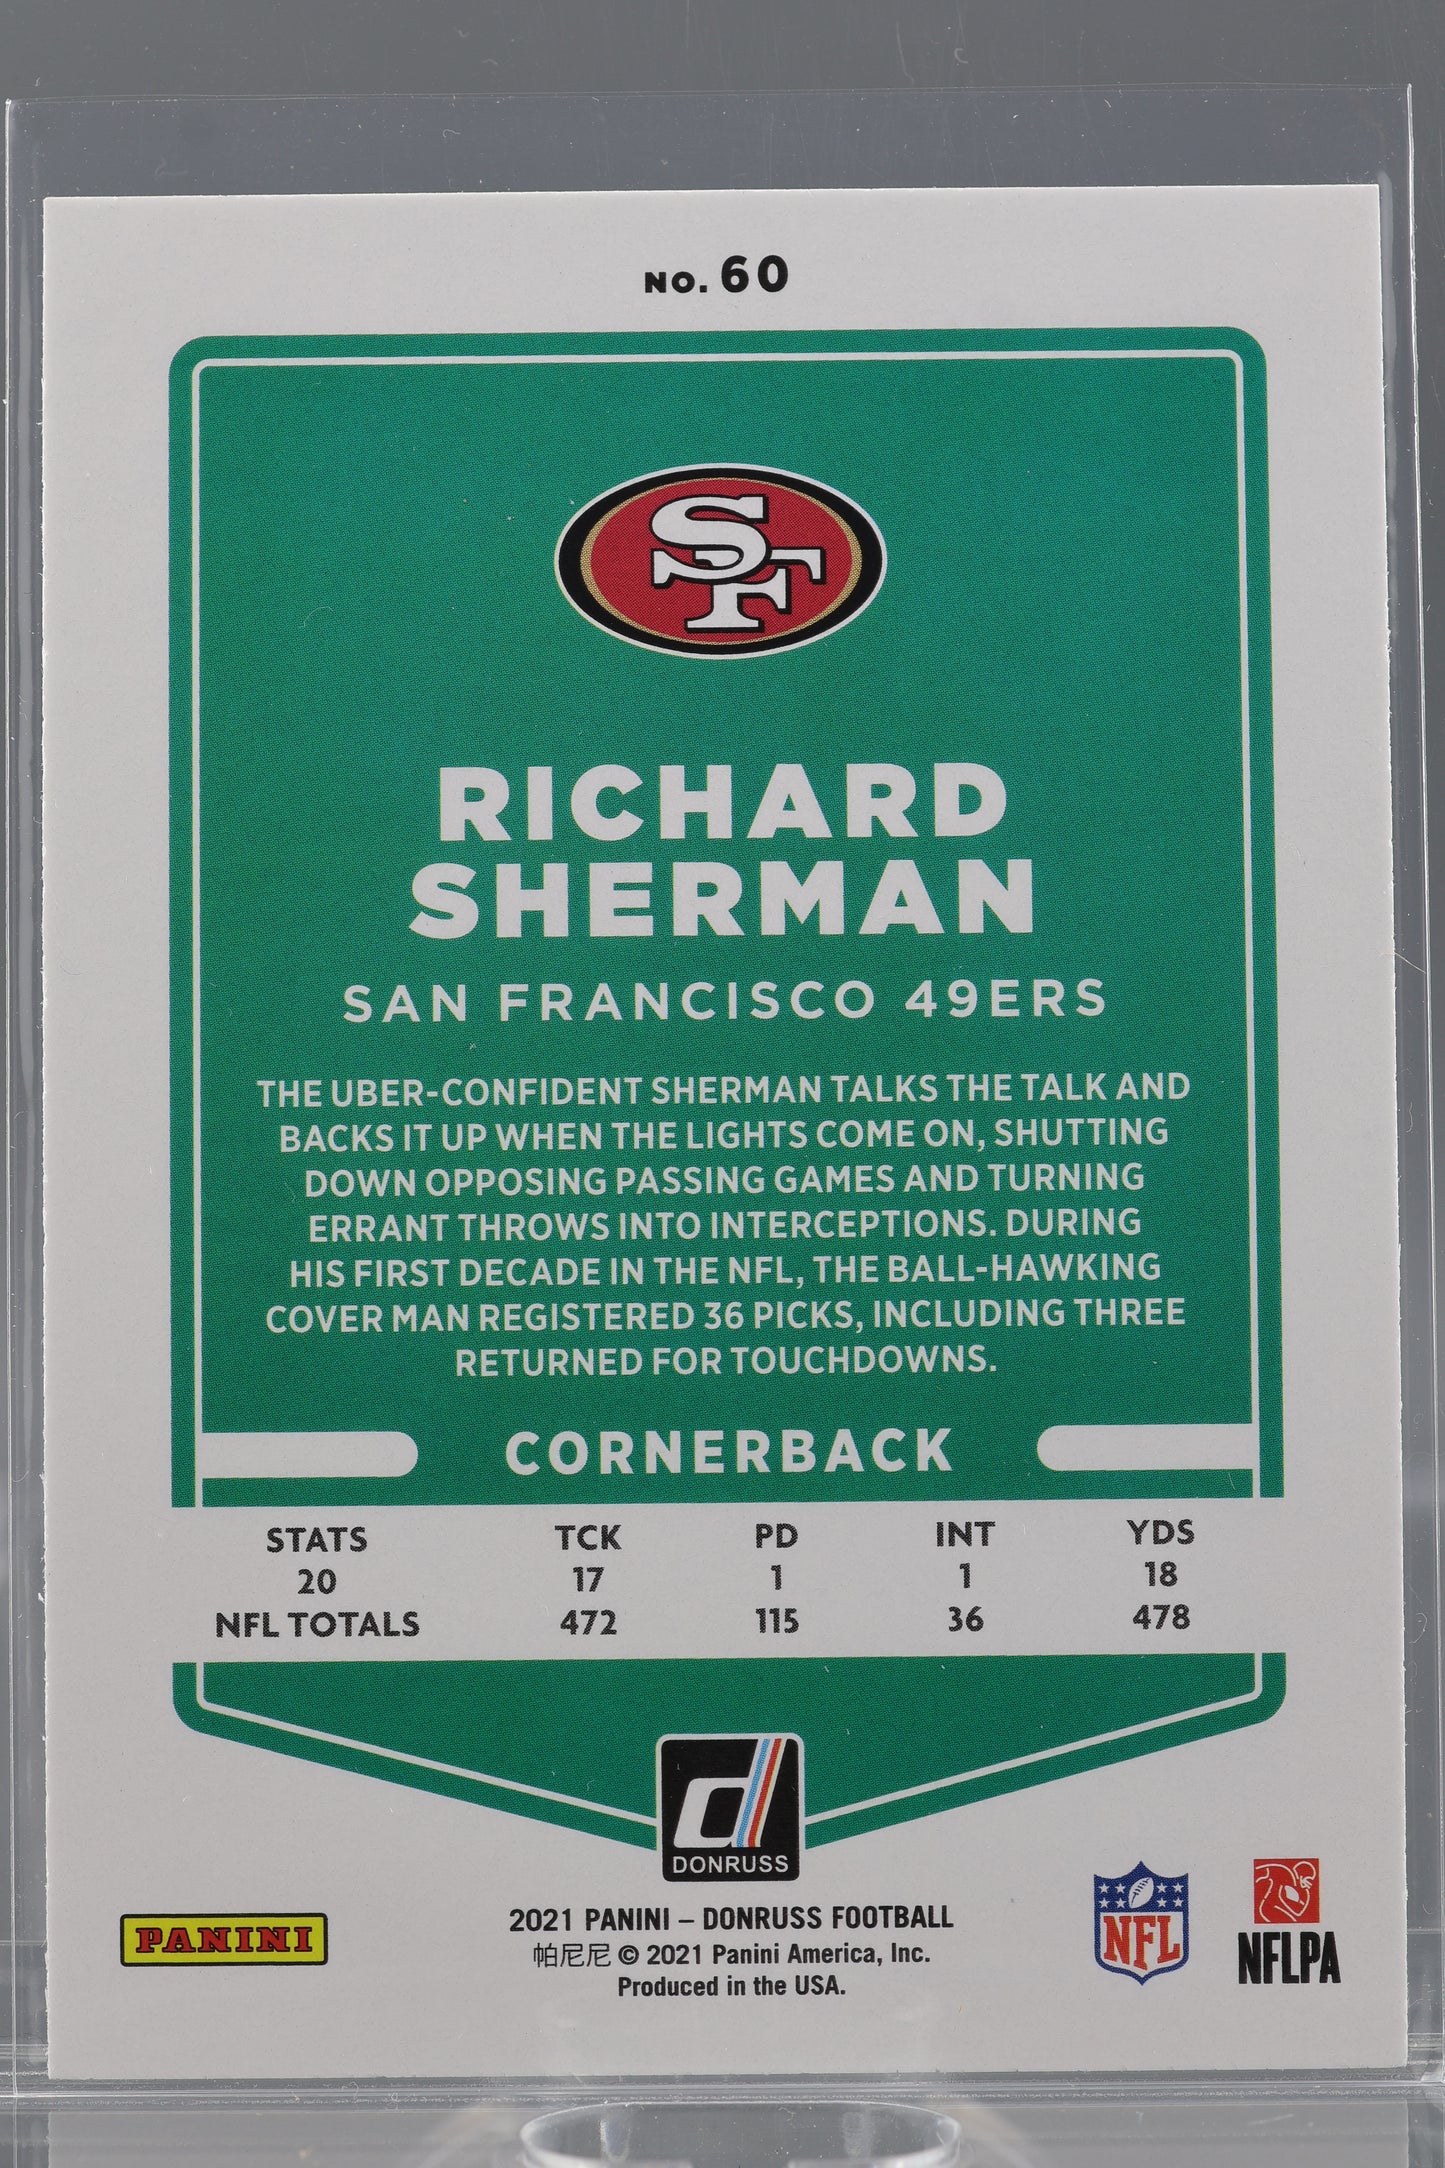 NO. 60
SF
RICHARD
SHERMAN
SAN FRANCISCO 49ERS
THE UBER-CONFIDENT SHERMAN TALKS THE TALK AND
BACKS IT UP WHEN THE LIGHTS COME ON, SHUTTING
DOWN OPPOSING PASSING GAMES AND TURNING
ERRANT THROWS INTO INTERCEPTIONS. DURING
HIS FIRST DECADE IN THE NFL, THE BALL-HAWKING
COVER MAN REGISTERED 36 PICKS, INCLUDING THREE
RETURNED FOR TOUCHDOWNS.
CORNERBACK
STATS TCK PD INT YDS
20 17 1 1 18
NFL TOTALS 472 115 36 478
d
DONRUSS
PANINI
2021 PANINI – DONRUSS FOOTBALL
帕尼尼 © 2021 Panini America, Inc.
Produced in the USA.
NFL
NFLPA